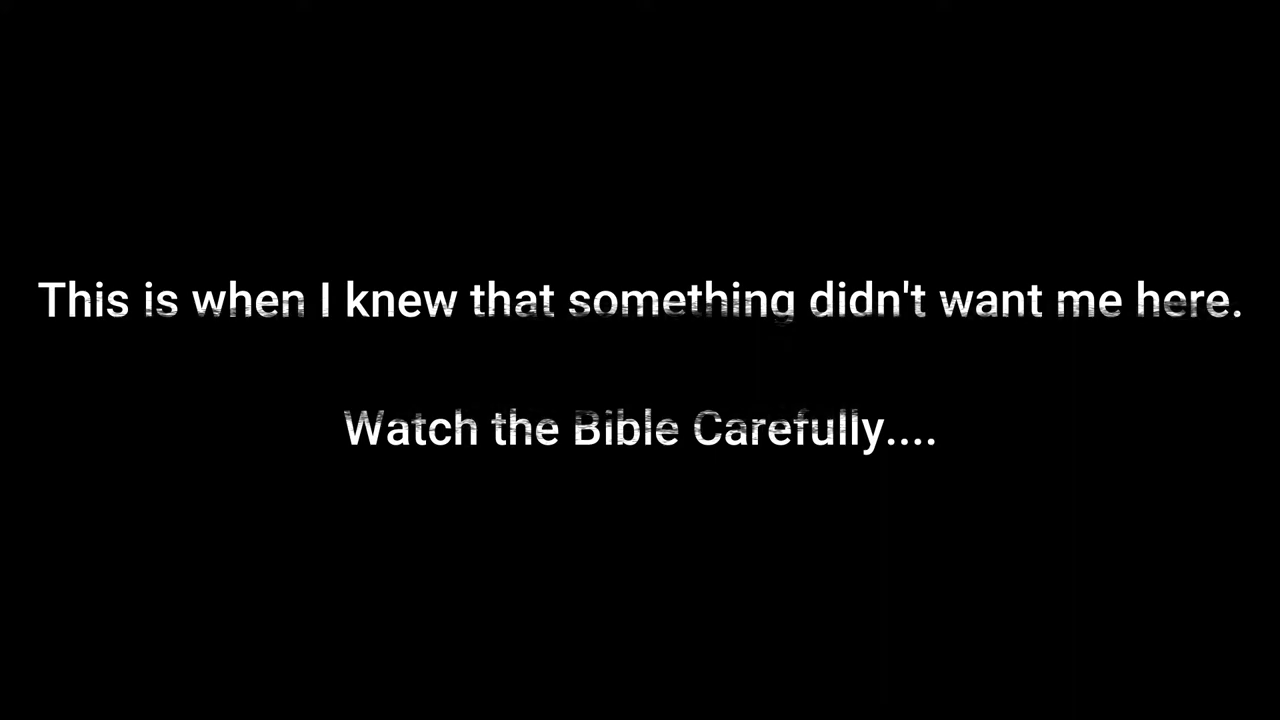 This is when I knew that something didn't want me here.
Watch the Bible Carefully....